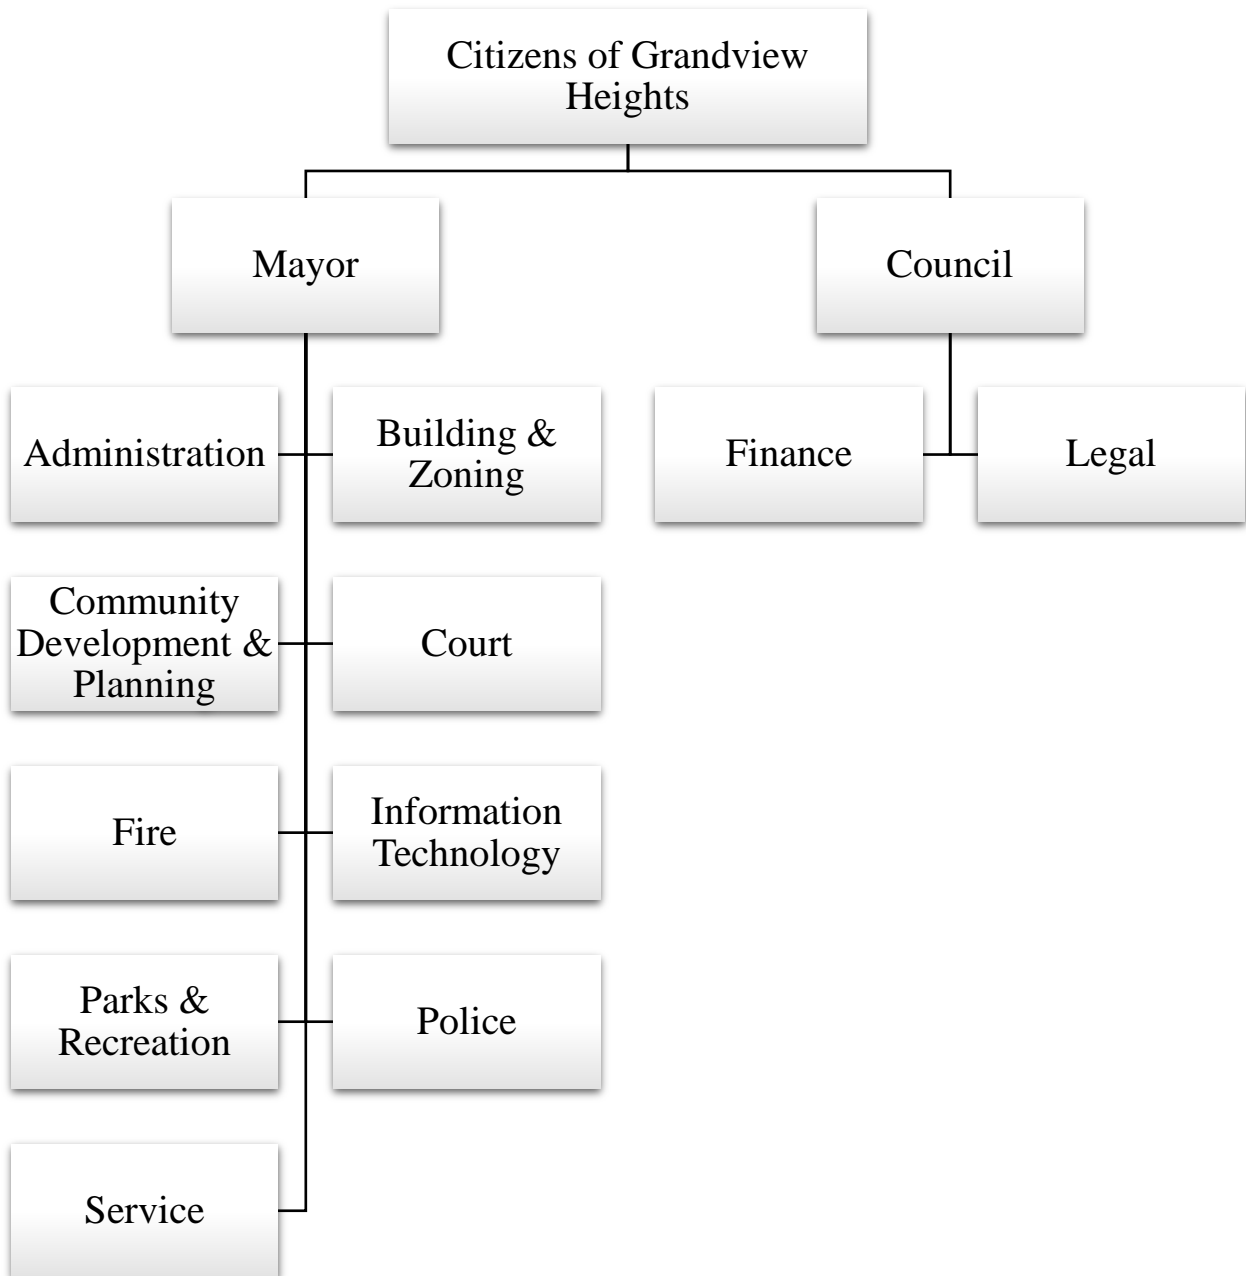 Citizens of Grandview
Heights
Mayor
Council
Administration
Building &
Zoning
Finance
Legal
Community
Development &
Planning
Court
Fire
Information
Technology
Parks &
Recreation
Police
Service